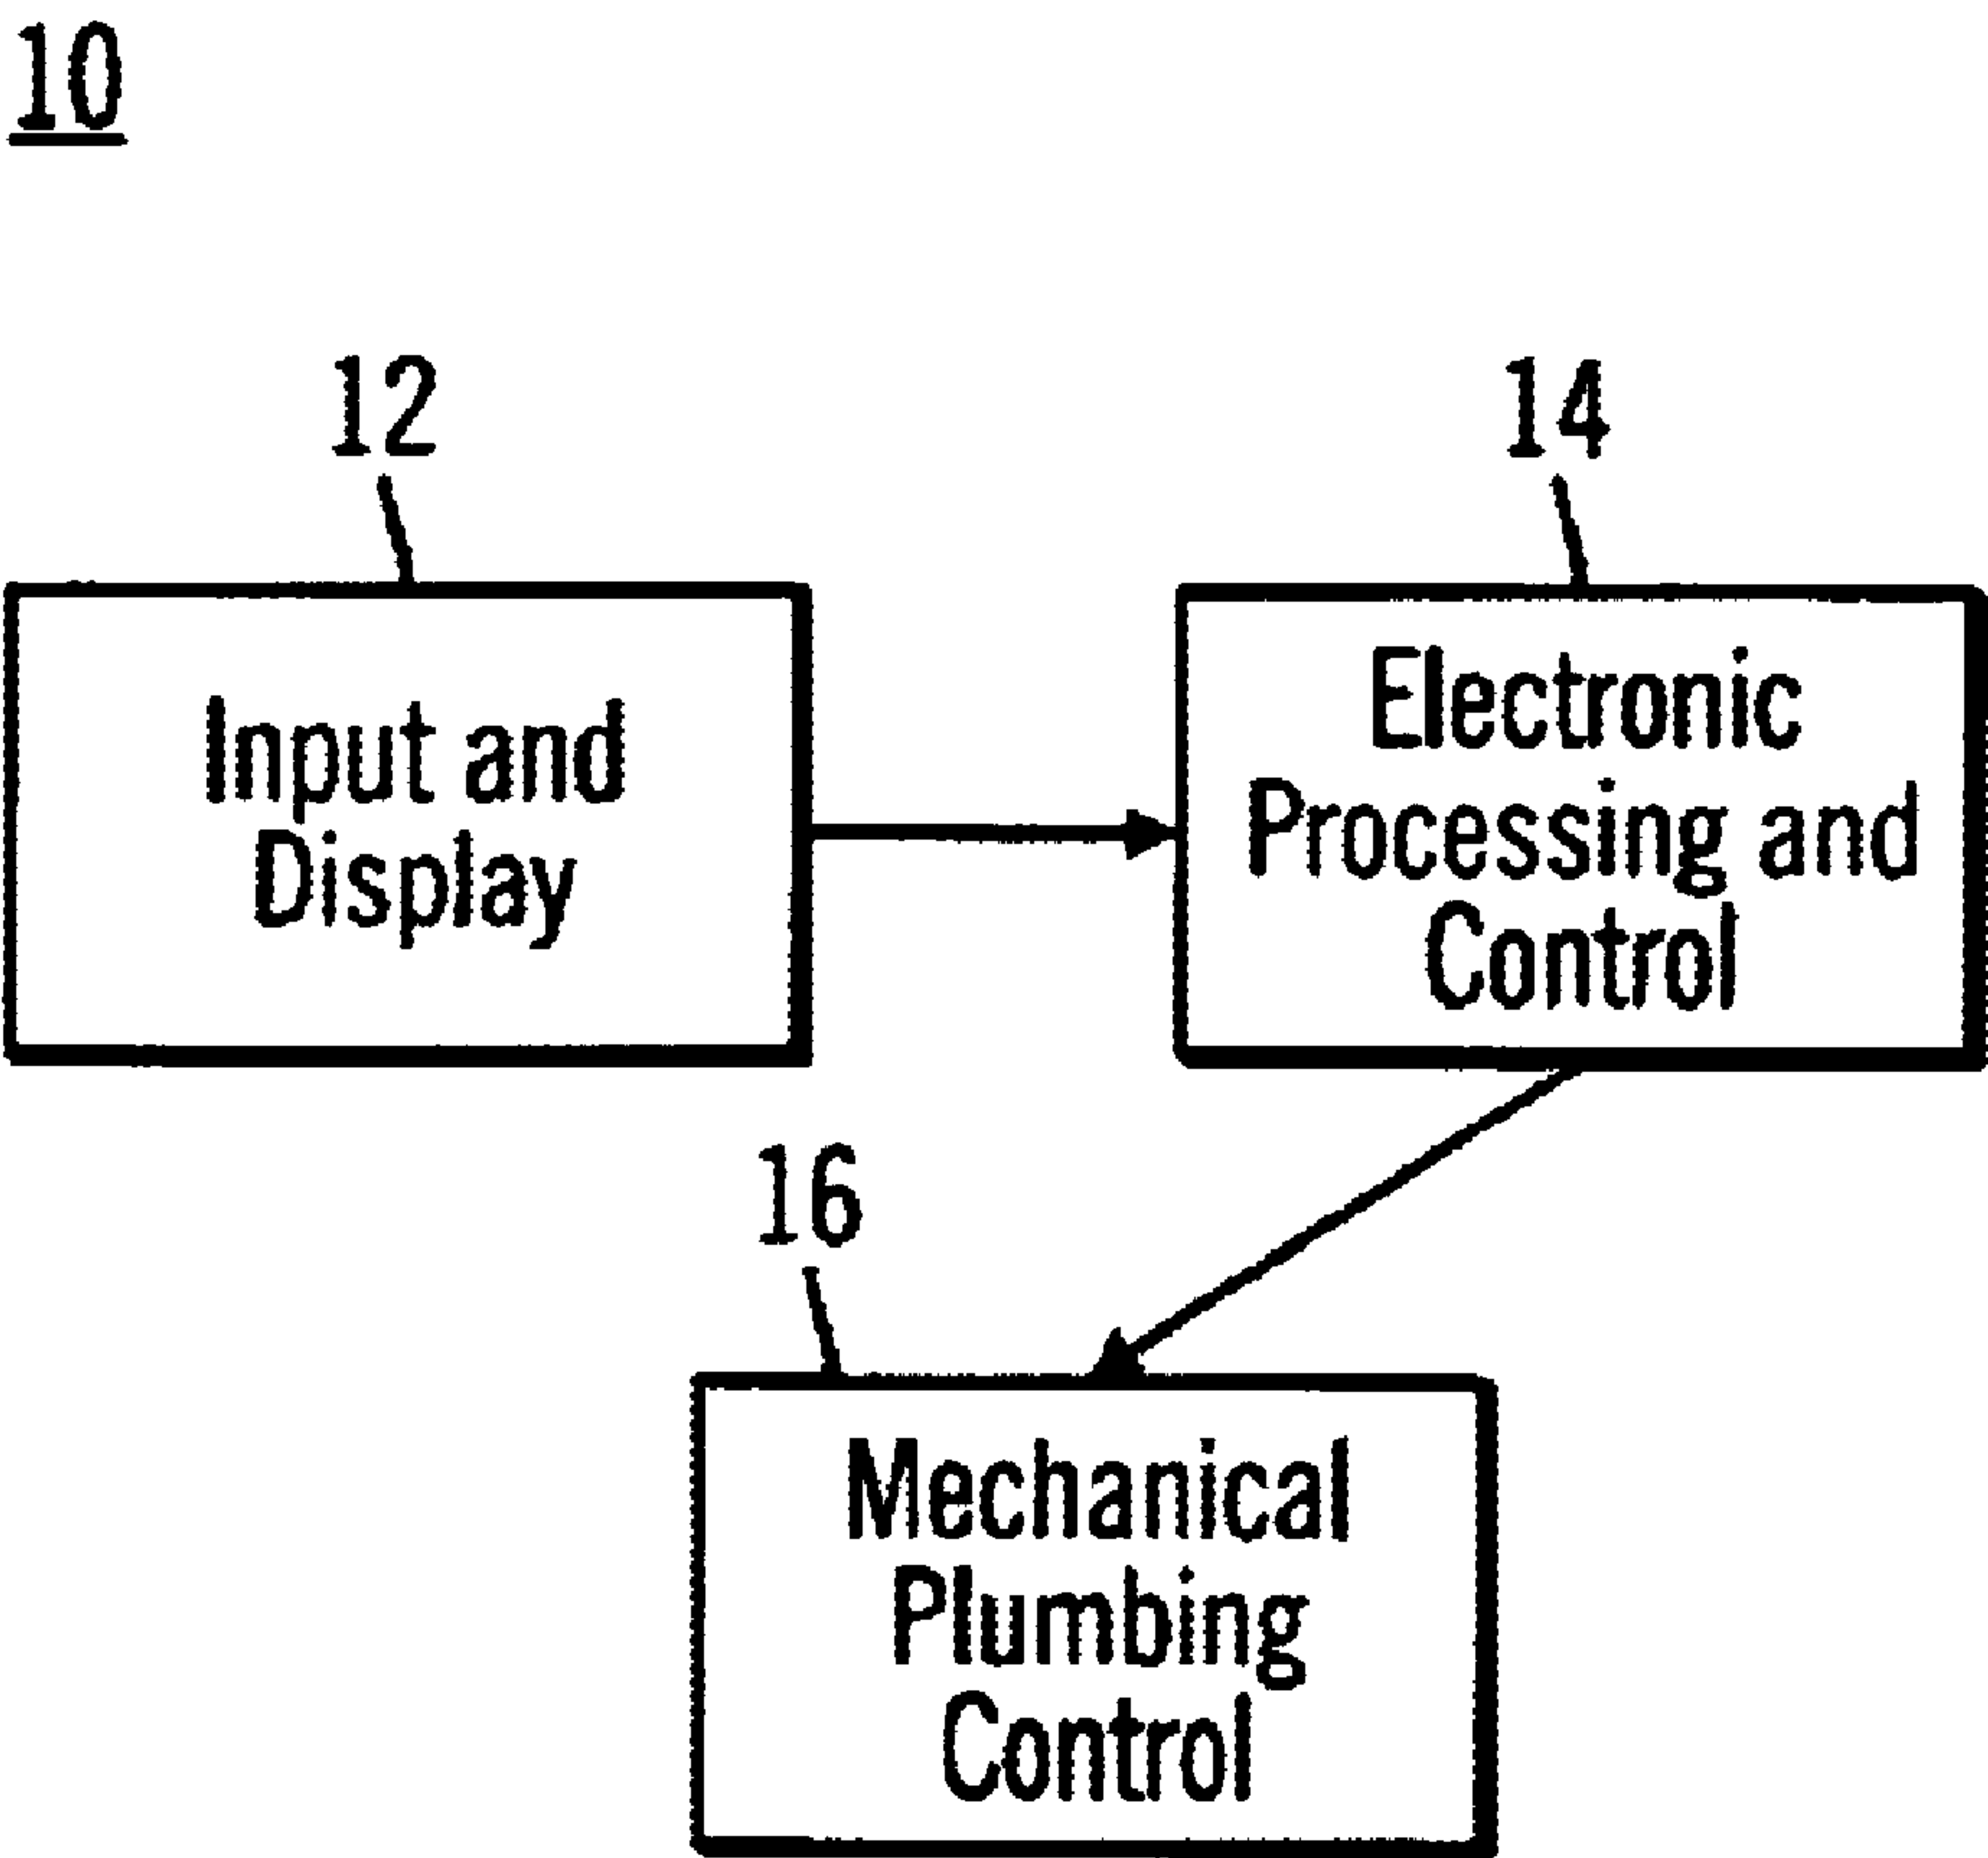 10
12
14
Input and
Display
Electronic
Processing and
Control
16
Mechanical
Plumbing
Control